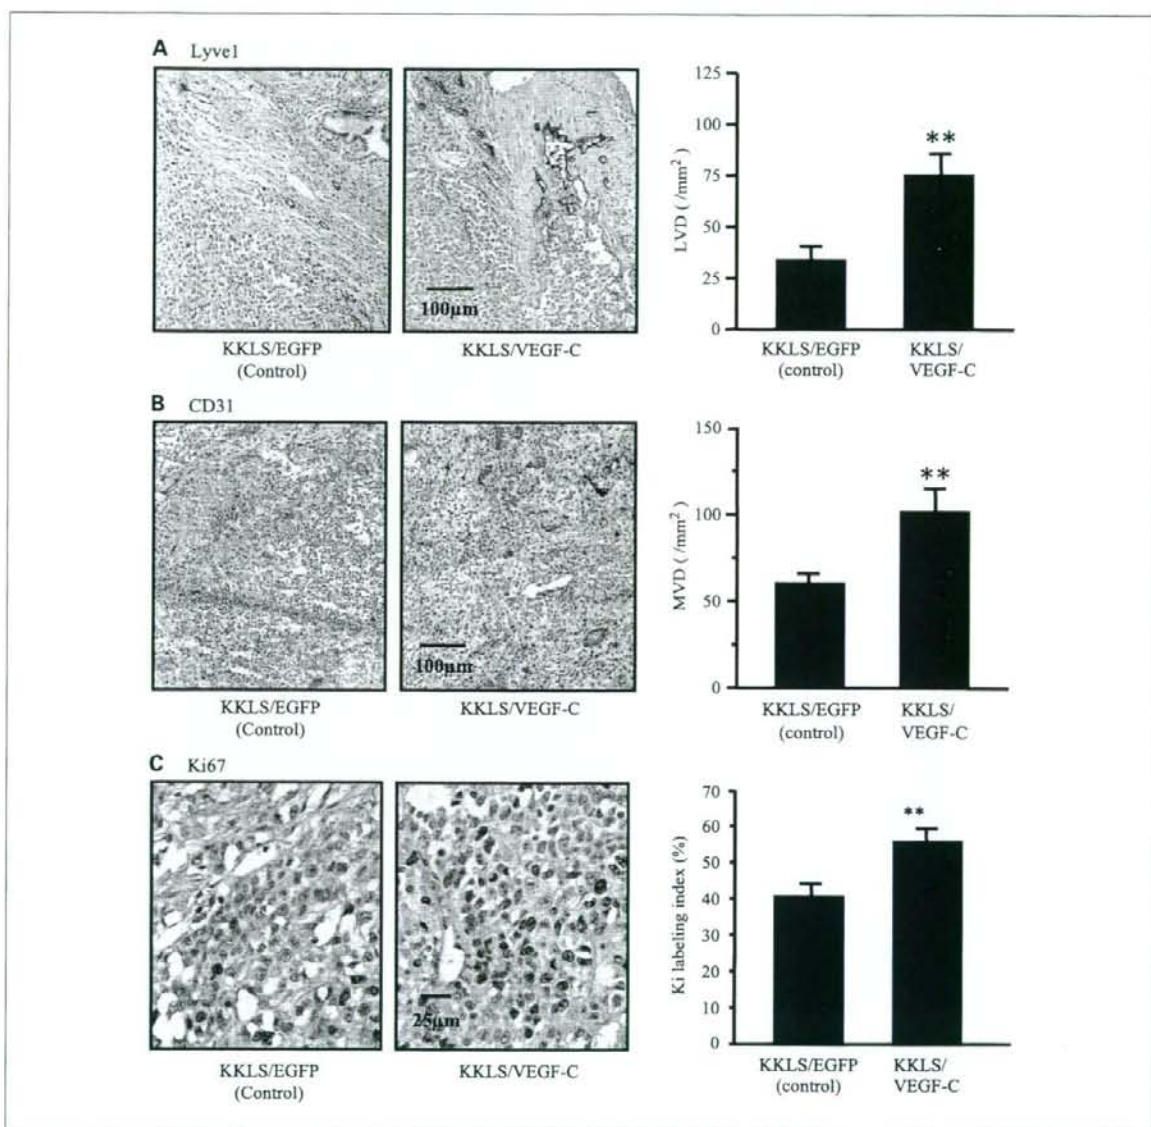 A Lyve1
100µm
KKLS/EGFP
(Control)
KKLS/VEGF-C
LVD ( /mm²)
125
100
75
50
25
0
**
KKLS/EGFP
(control)
KKLS/
VEGF-C
B CD31
100µm
KKLS/EGFP
(Control)
KKLS/VEGF-C
MVD ( /mm²)
150
100
50
0
**
KKLS/EGFP
(control)
KKLS/
VEGF-C
C Ki67
25µm
KKLS/EGFP
(Control)
KKLS/VEGF-C
Ki labeling index (%)
70
60
50
40
30
20
10
0
**
KKLS/EGFP
(control)
KKLS/
VEGF-C